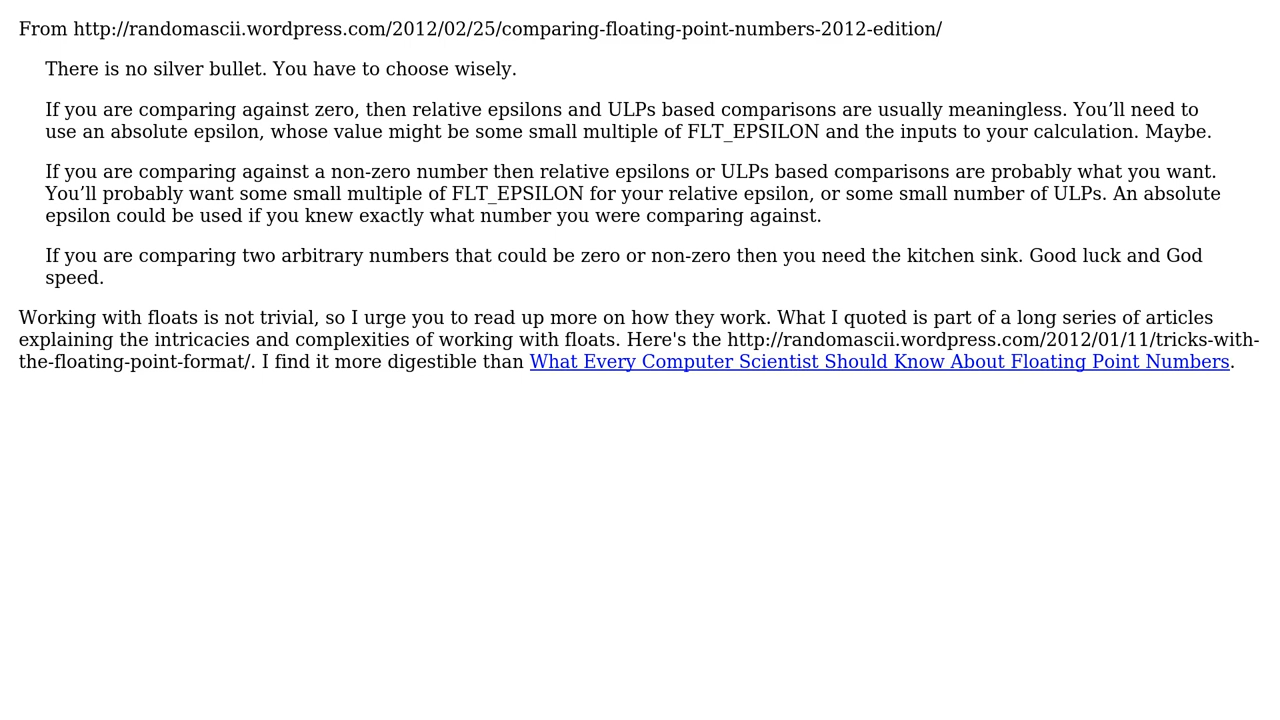 From http://randomascii.wordpress.com/2012/02/25/comparing-floating-point-numbers-2012-edition/
There is no silver bullet. You have to choose wisely.
If you are comparing against zero, then relative epsilons and ULPs based comparisons are usually meaningless. You’ll need to
use an absolute epsilon, whose value might be some small multiple of FLT_EPSILON and the inputs to your calculation. Maybe.
If you are comparing against a non-zero number then relative epsilons or ULPs based comparisons are probably what you want.
You’ll probably want some small multiple of FLT_EPSILON for your relative epsilon, or some small number of ULPs. An absolute
epsilon could be used if you knew exactly what number you were comparing against.
If you are comparing two arbitrary numbers that could be zero or non-zero then you need the kitchen sink. Good luck and God
speed.
Working with floats is not trivial, so I urge you to read up more on how they work. What I quoted is part of a long series of articles
explaining the intricacies and complexities of working with floats. Here's the http://randomascii.wordpress.com/2012/01/11/tricks-with-
the-floating-point-format/. I find it more digestible than What Every Computer Scientist Should Know About Floating Point Numbers.